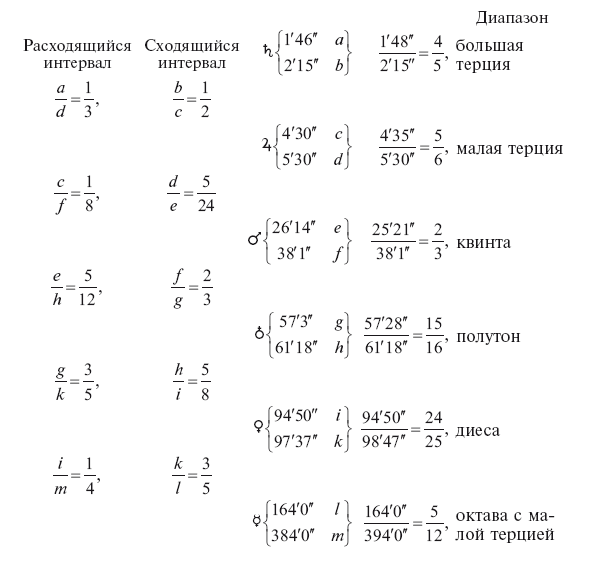 Диапазон
Расходящийся Сходящийся
интервал интервал
♄ {1′46″ a} {2′15″ b} 1′48″/2′15″ = 4/5, большая
терция
a/d = 1/3, b/c = 1/2
♃ {4′30″ c} {5′30″ d} 4′35″/5′30″ = 5/6, малая терция
c/f = 1/8, d/e = 5/24
♂ {26′14″ e} {38′1″ f} 25′21″/38′1″ = 2/3, квинта
e/h = 5/12, f/g = 2/3
♁ {57′3″ g} {61′18″ h} 57′28″/61′18″ = 15/16, полутон
g/k = 3/5, h/i = 5/8
♀ {94′50″ i} {97′37″ k} 94′50″/98′47″ = 24/25, диеса
i/m = 1/4, k/l = 3/5
☿ {164′0″ l} {384′0″ m} 164′0″/394′0″ = 5/12, октава с ма-
лой терцией